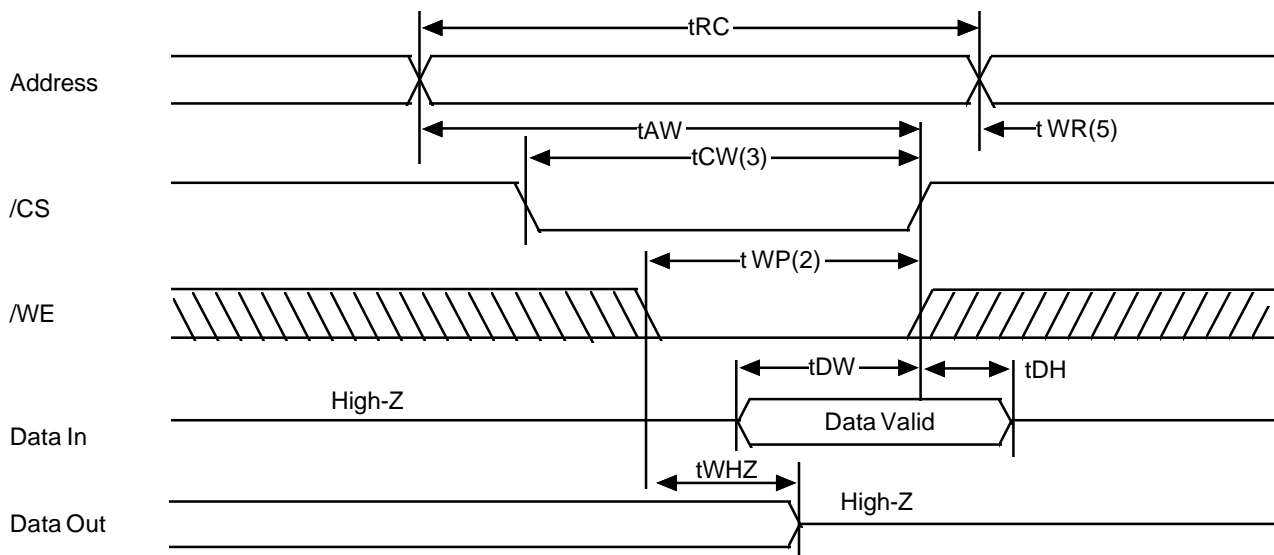 tRC
Address
tAW
t WR(5)
tCW(3)
/CS
t WP(2)
/WE
tDW
tDH
High-Z
Data In
Data Valid
tWHZ
High-Z
Data Out